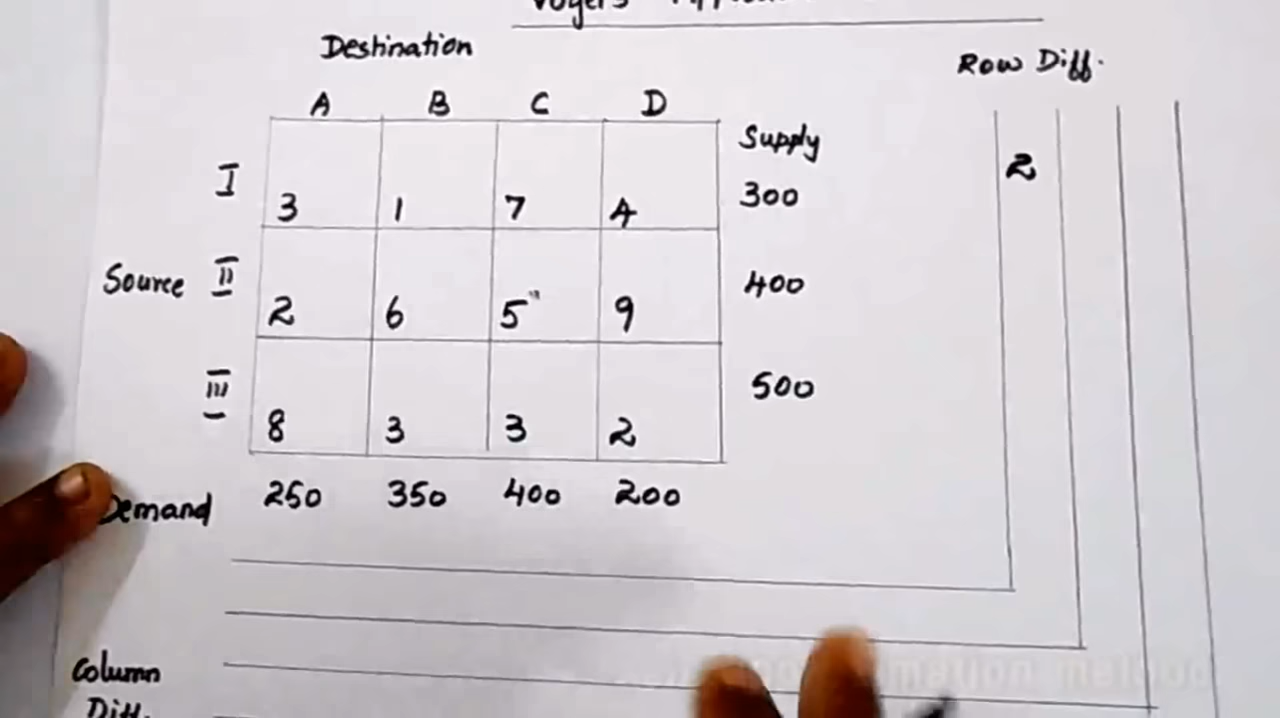 Destination
Row Diff.
A B C D
Supply
I 3 1 7 4 300 2
Source II 2 6 5 9 400
III 8 3 3 2 500
Demand 250 350 400 200
Column
Diff.